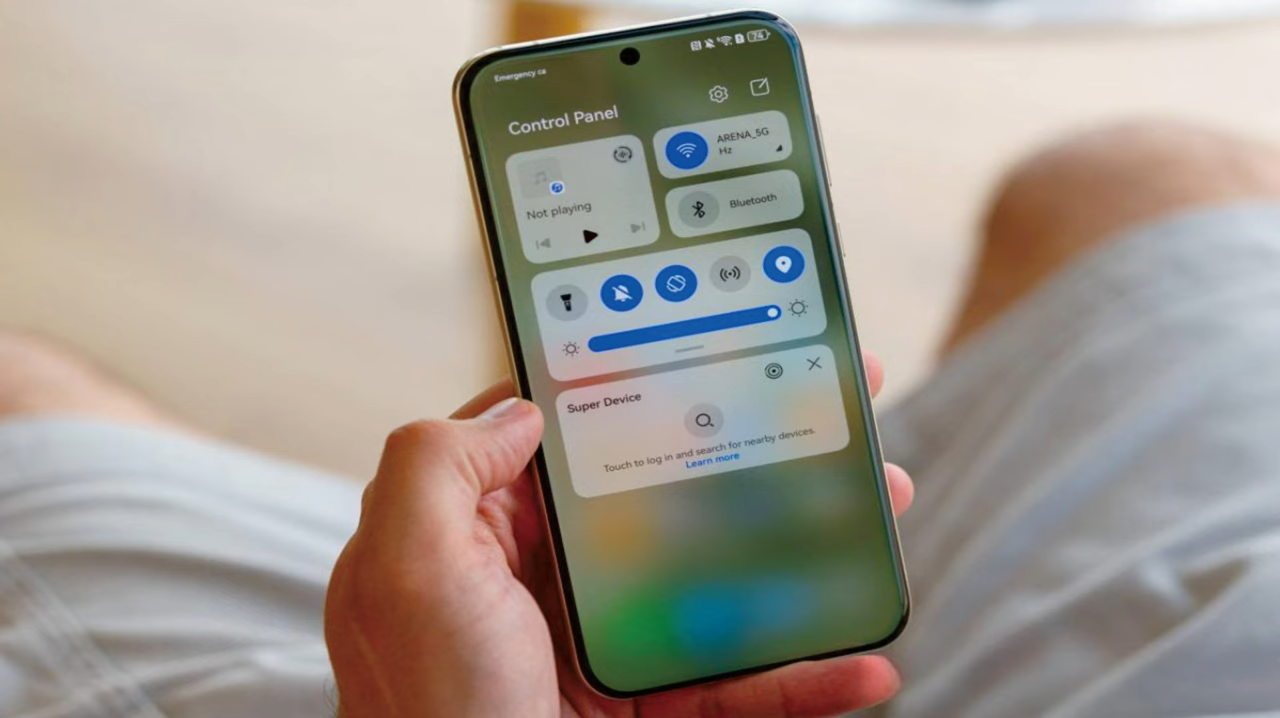 Emergency ca
74
Control Panel
ARENA_5G
Hz
Not playing
Bluetooth
Super Device
Touch to log in and search for nearby devices.
Learn more